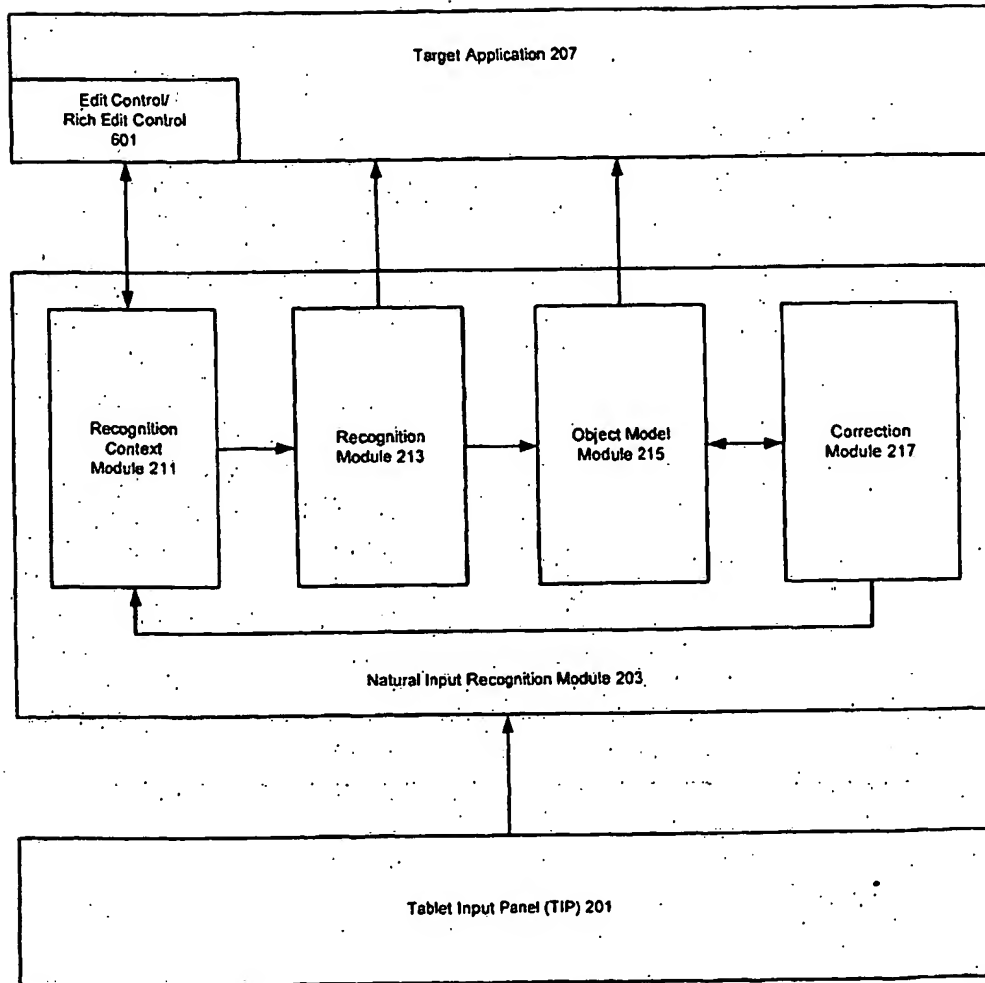 Target Application 207
Edit Control/
Rich Edit Control
601
Recognition
Context
Module 211
Recognition
Module 213
Object Model
Module 215
Correction
Module 217
Natural Input Recognition Module 203
Tablet Input Panel (TIP) 201